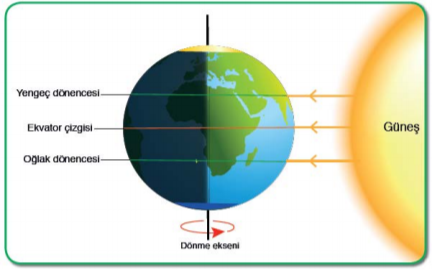 Yengeç dönencesi
Ekvator çizgisi
Güneş
Oğlak dönencesi
Dönme ekseni